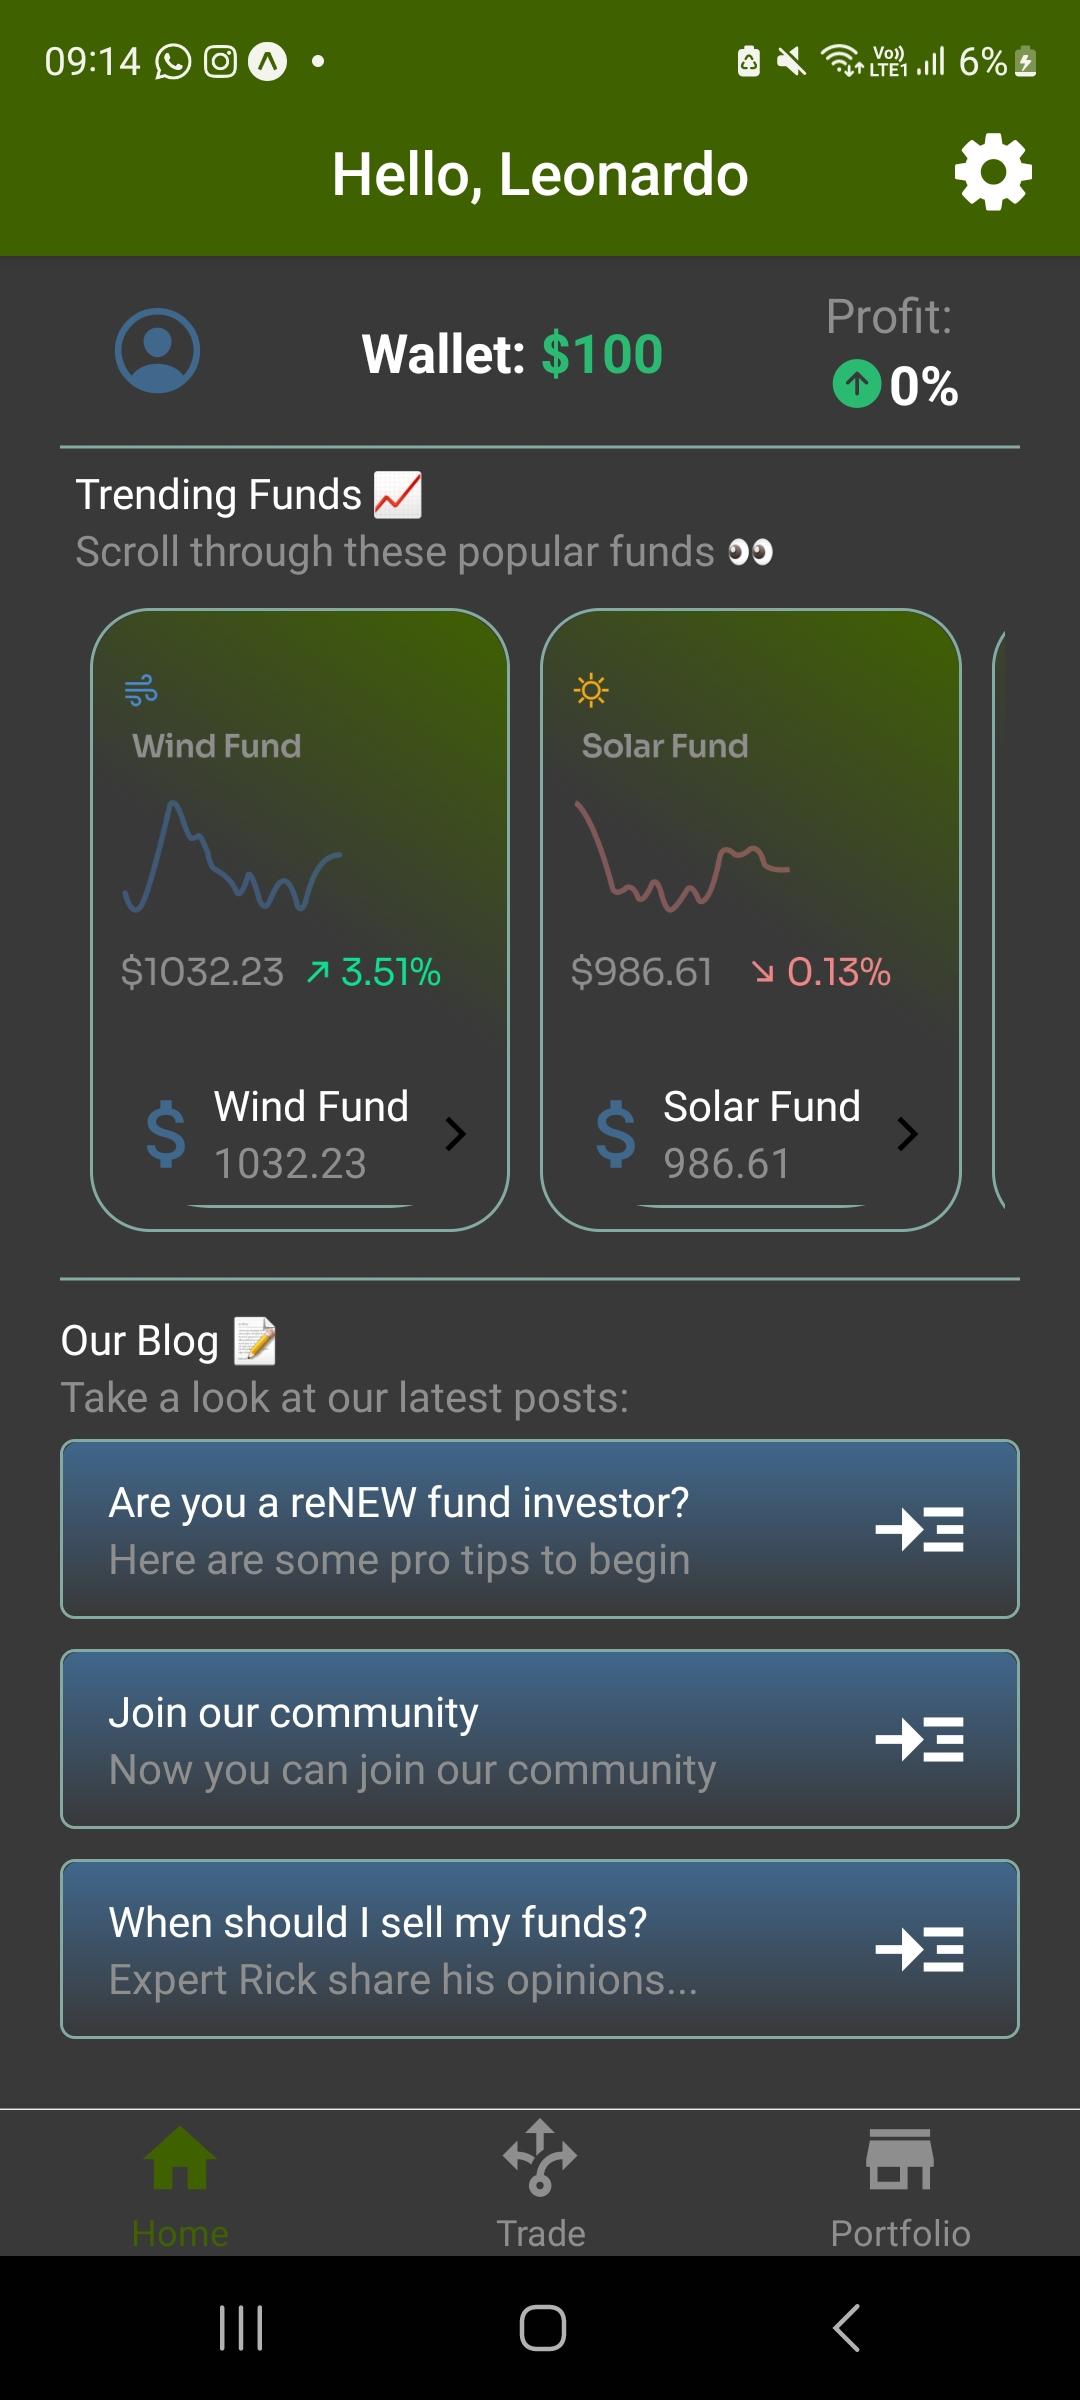 09:14
Vo)) LTE1 6%
Hello, Leonardo
Wallet: $100
Profit:
0%
Trending Funds 📈
Scroll through these popular funds 👀
Wind Fund
$1032.23 ↗ 3.51%
Wind Fund
1032.23
Solar Fund
$986.61 ↘ 0.13%
Solar Fund
986.61
Our Blog 📝
Take a look at our latest posts:
Are you a reNEW fund investor?
Here are some pro tips to begin
Join our community
Now you can join our community
When should I sell my funds?
Expert Rick share his opinions...
Home
Trade
Portfolio